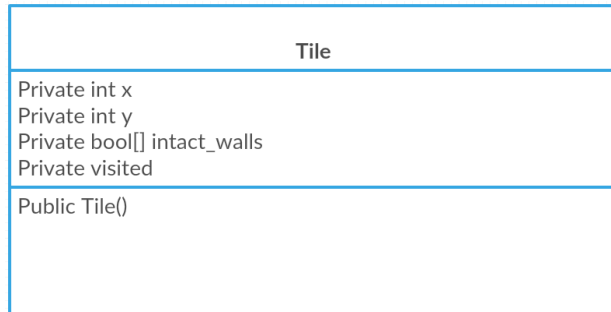 Tile
Private int x
Private int y
Private bool[] intact_walls
Private visited
Public Tile()